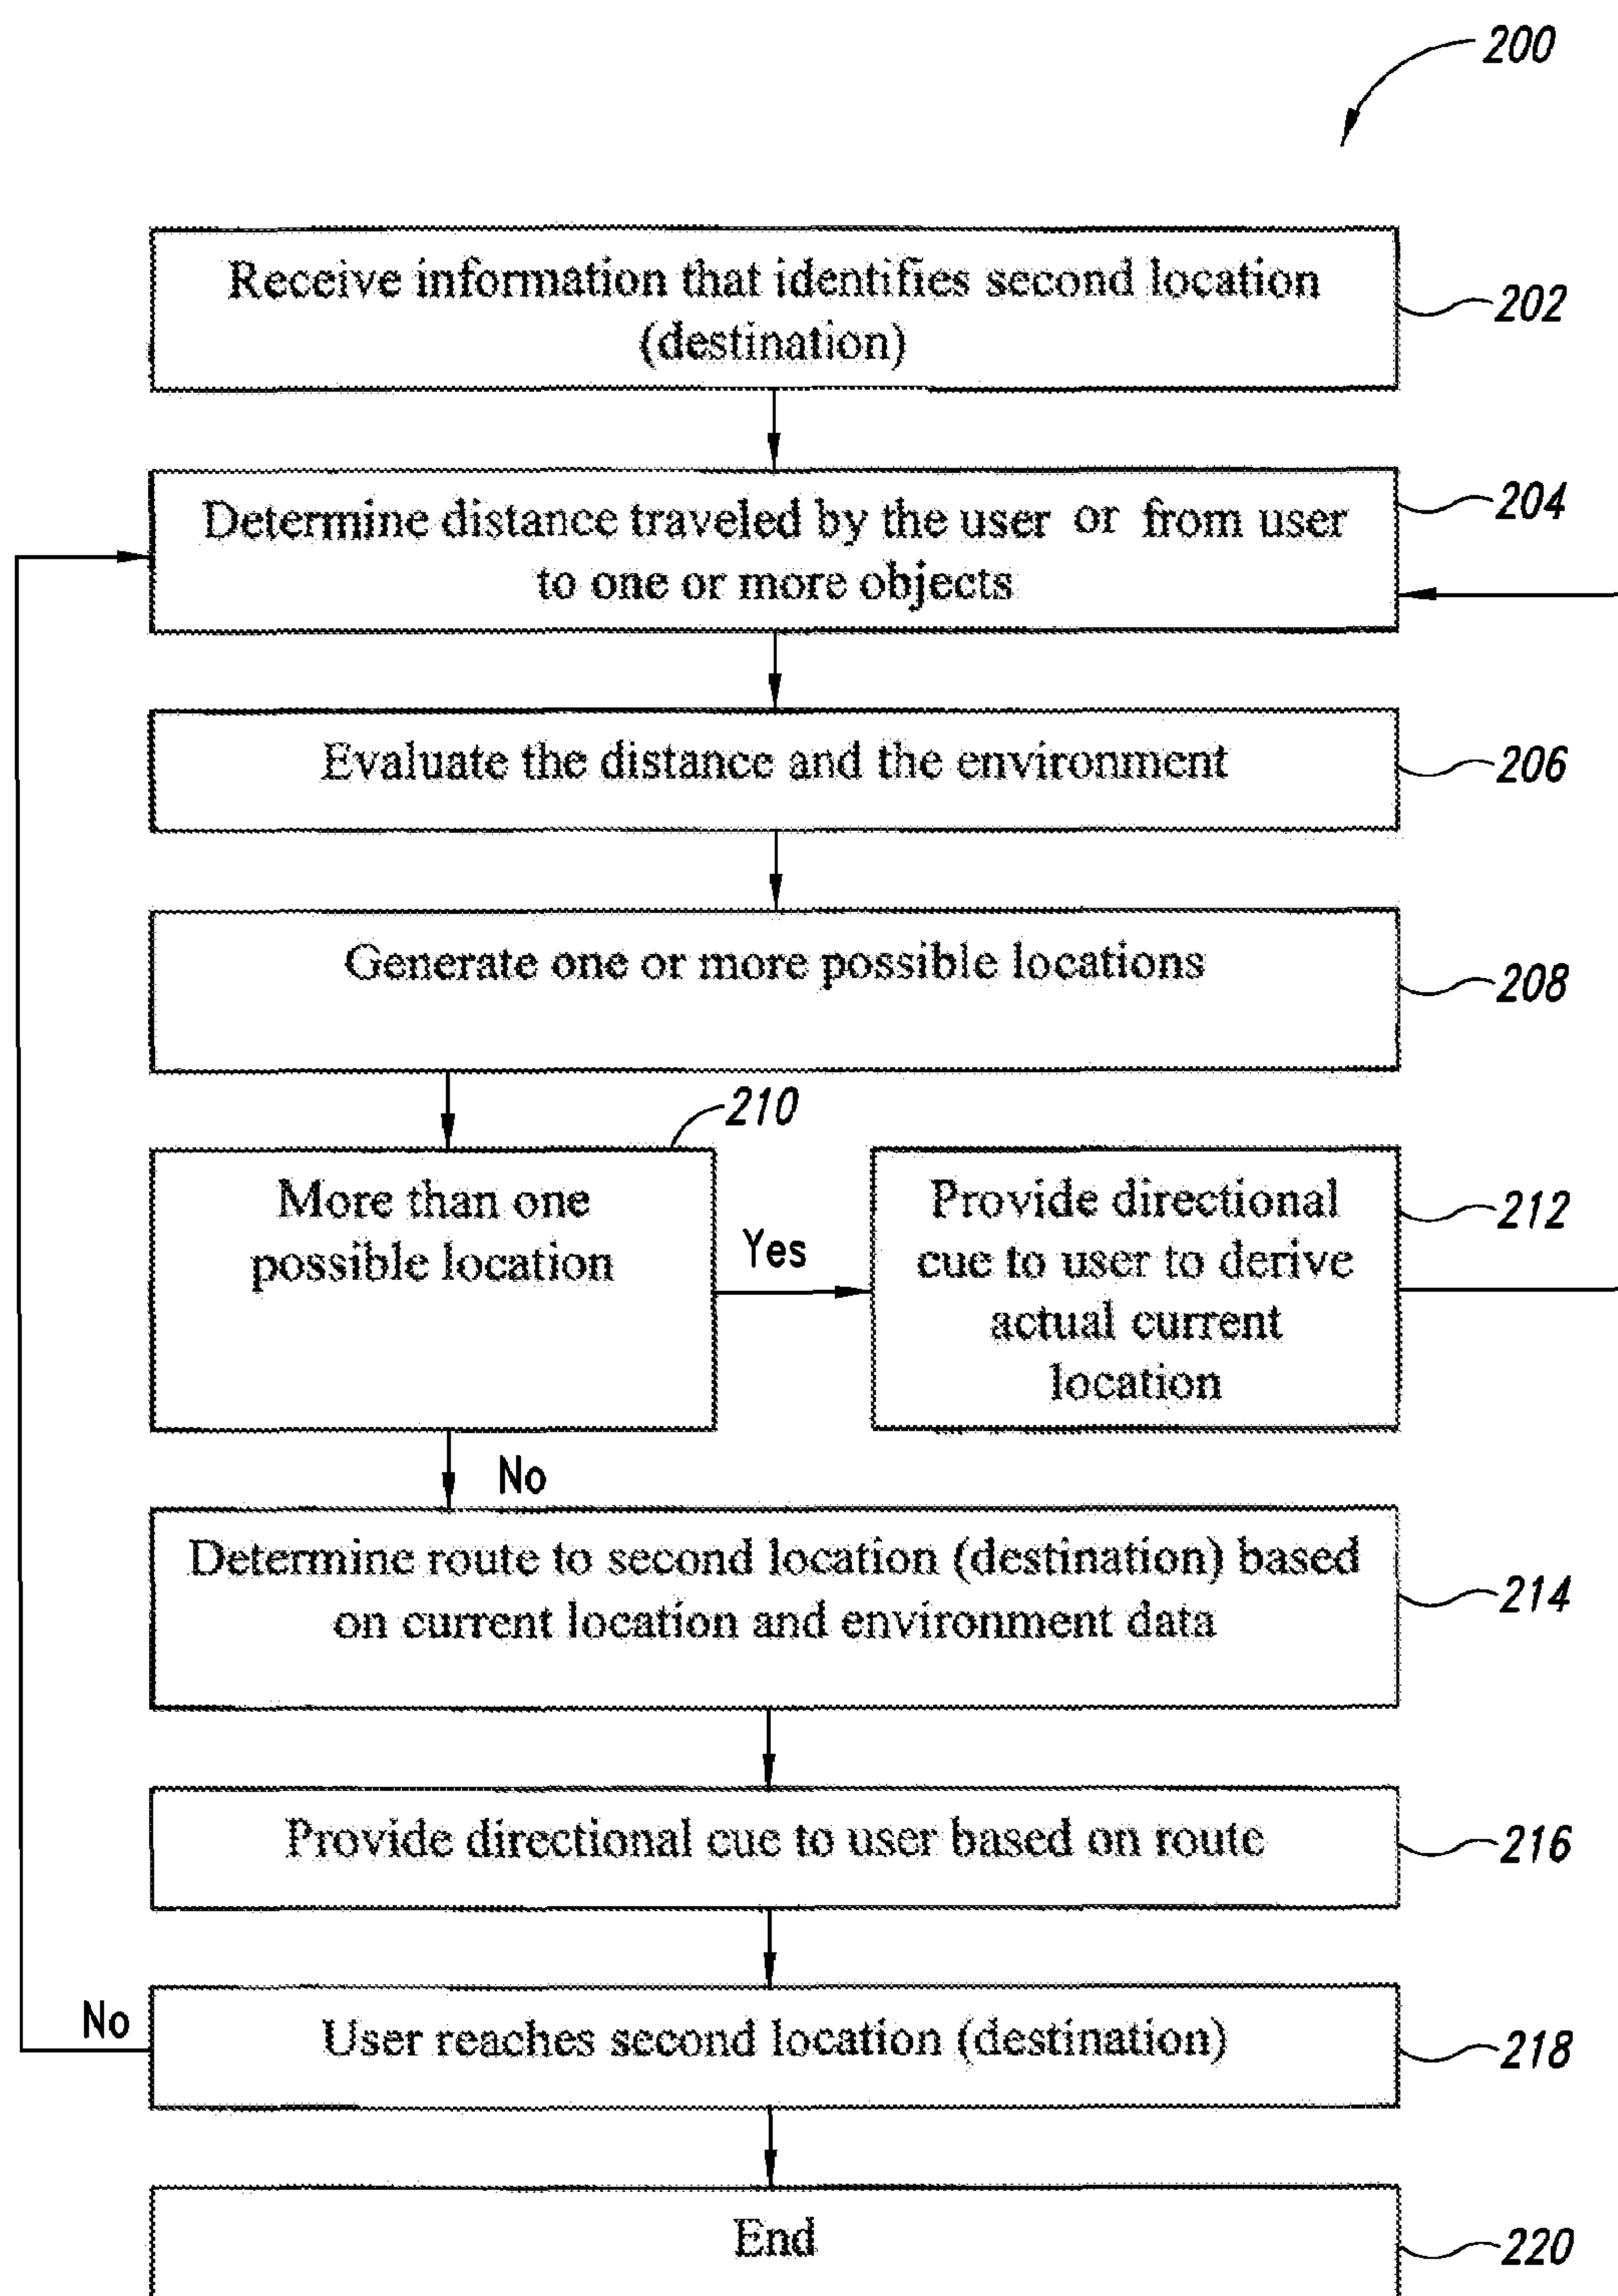 200
Receive information that identifies second location
(destination)
202
Determine distance traveled by the user or from user
to one or more objects
204
Evaluate the distance and the environment
206
Generate one or more possible locations
208
210
More than one
possible location
Yes
Provide directional
cue to user to derive
actual current
location
212
No
Determine route to second location (destination) based
on current location and environment data
214
Provide directional cue to user based on route
216
No
User reaches second location (destination)
218
End
220